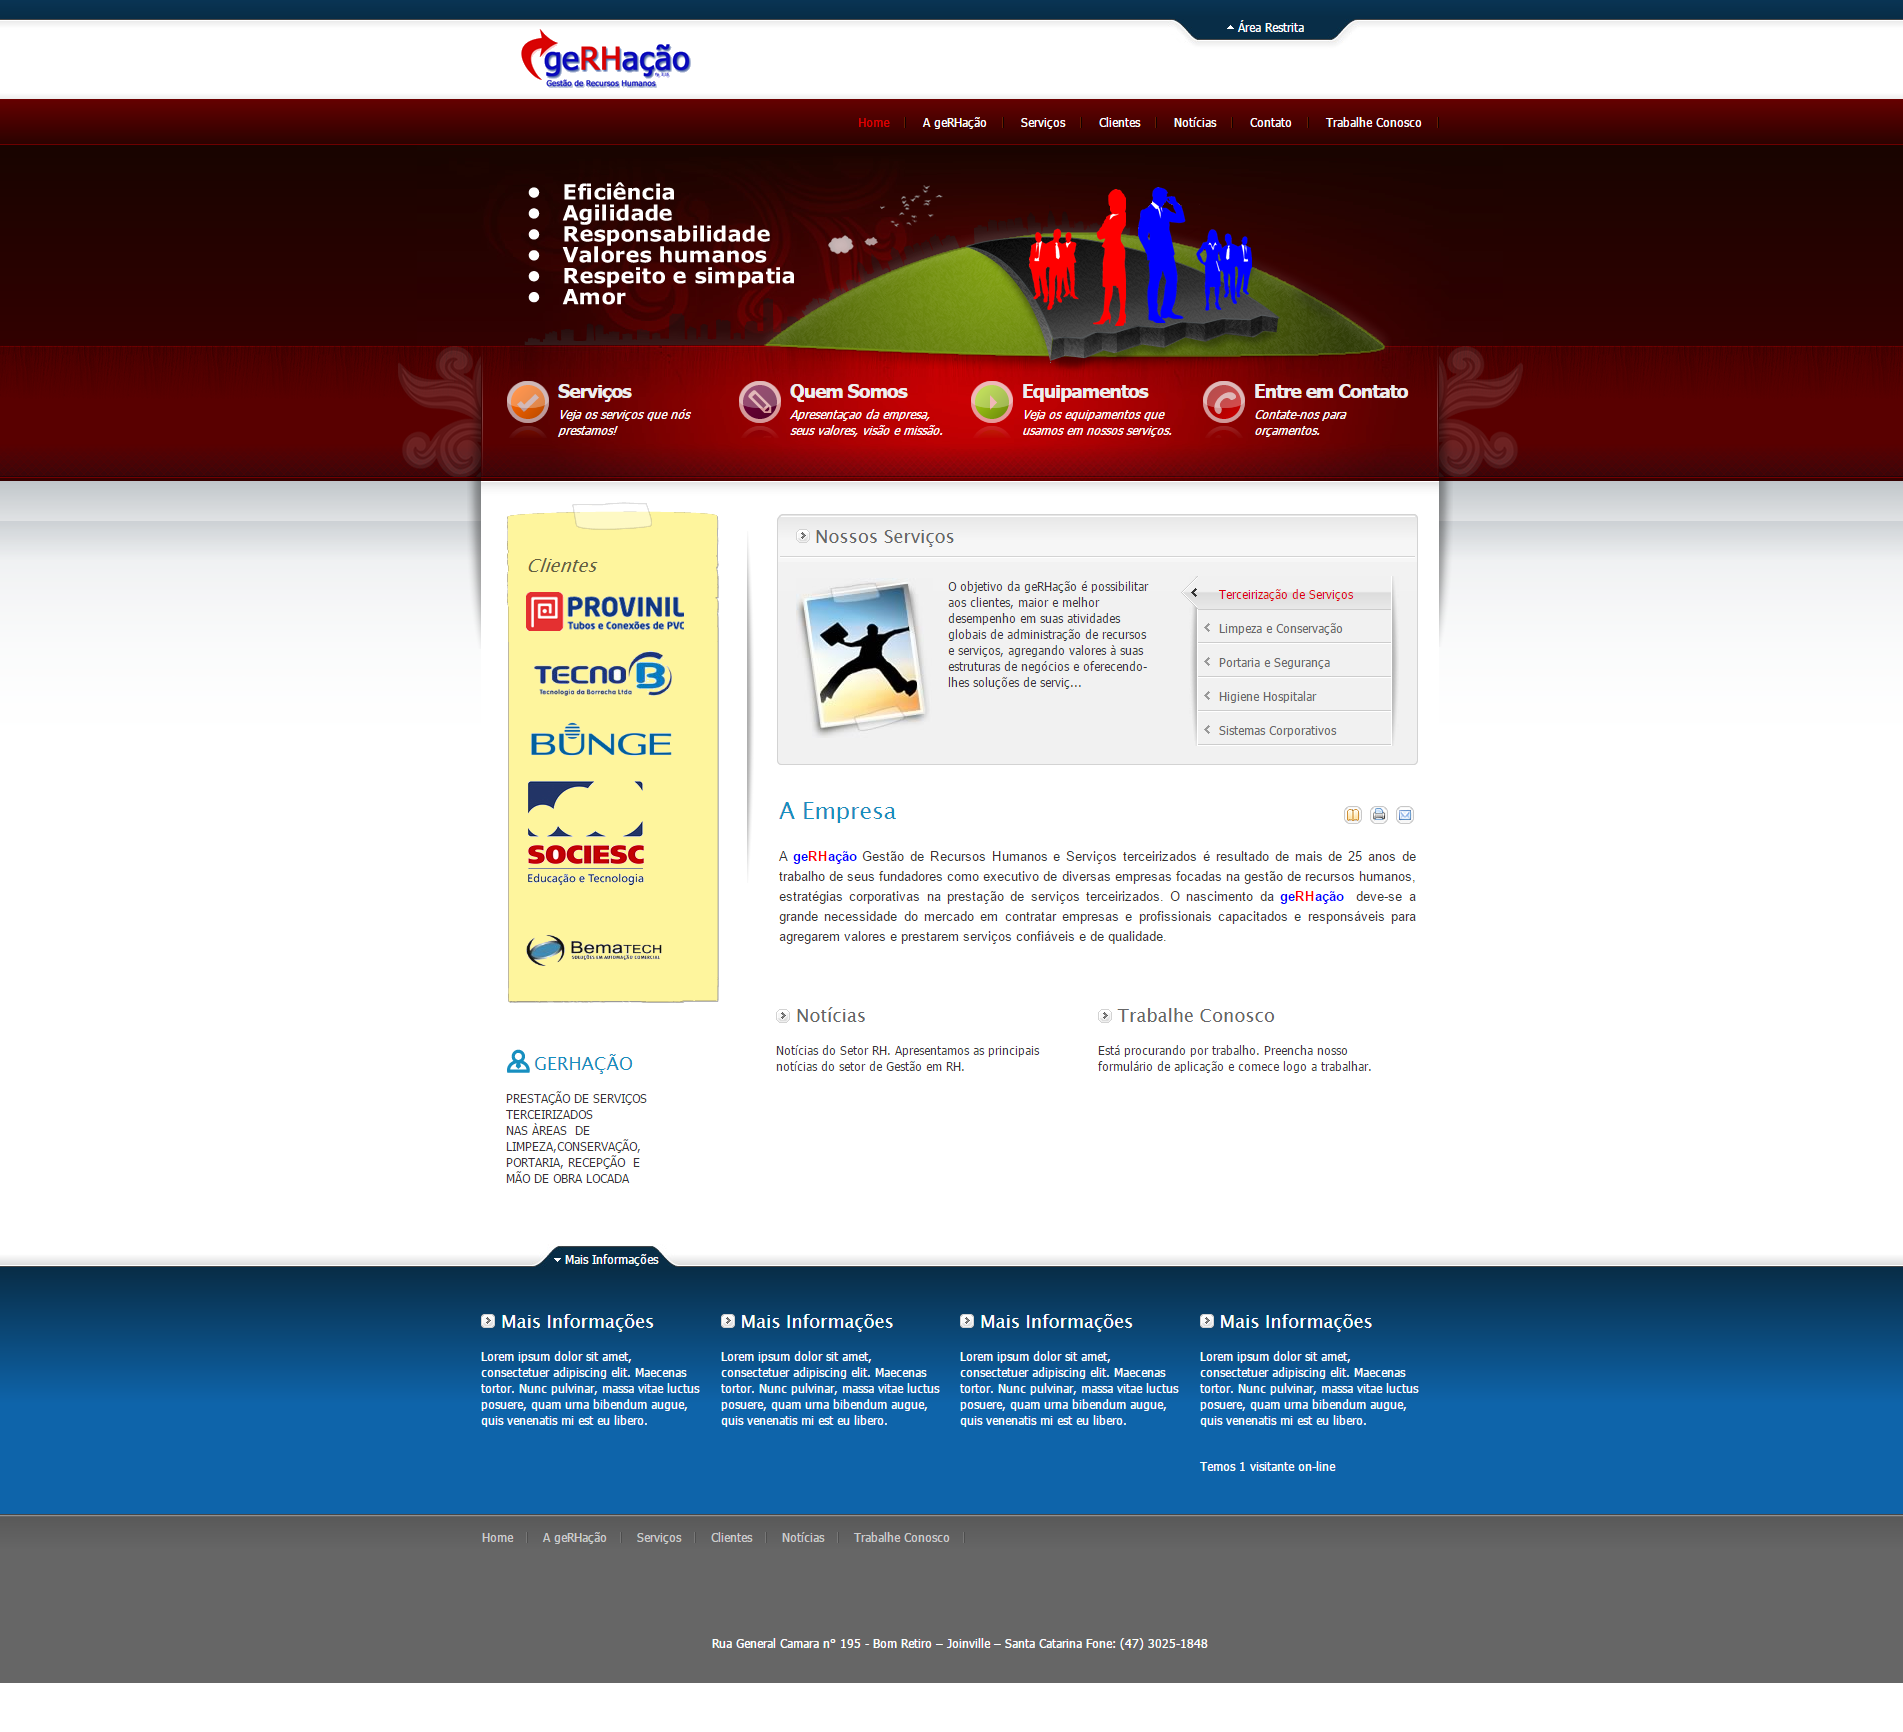 Área Restrita
geRHação
Gestão de Recursos Humanos
Home
A geRHação
Serviços
Clientes
Notícias
Contato
Trabalhe Conosco
Eficiência
Agilidade
Responsabilidade
Valores humanos
Respeito e simpatia
Amor
Serviços
Veja os serviços que nós
prestamos!
Quem Somos
Apresentaçao da empresa,
seus valores, visão e missão.
Equipamentos
Veja os equipamentos que
usamos em nossos serviços.
Entre em Contato
Contate-nos para
orçamentos.
Clientes
PROVINIL
Tubos e Conexões de PVC
TECNO B
Tecnologia da Borracha Ltda
BUNGE
SOCIESC
Educação e Tecnologia
BEMATECH
SOLUÇÕES EM AUTOMAÇÃO COMERCIAL
GERHAÇÃO
PRESTAÇÃO DE SERVIÇOS
TERCEIRIZADOS
NAS ÀREAS  DE
LIMPEZA,CONSERVAÇÃO,
PORTARIA, RECEPÇÃO  E
MÃO DE OBRA LOCADA
Nossos Serviços
O objetivo da geRHação é possibilitar
aos clientes, maior e melhor
desempenho em suas atividades
globais de administração de recursos
e serviços, agregando valores à suas
estruturas de negócios e oferecendo-
lhes soluções de serviç...
Terceirização de Serviços
Limpeza e Conservação
Portaria e Segurança
Higiene Hospitalar
Sistemas Corporativos
A Empresa
A geRHação Gestão de Recursos Humanos e Serviços terceirizados é resultado de mais de 25 anos de
trabalho de seus fundadores como executivo de diversas empresas focadas na gestão de recursos humanos,
estratégias corporativas na prestação de serviços terceirizados. O nascimento da geRHação  deve-se a
grande necessidade do mercado em contratar empresas e profissionais capacitados e responsáveis para
agregarem valores e prestarem serviços confiáveis e de qualidade.
Notícias
Notícias do Setor RH. Apresentamos as principais
notícias do setor de Gestão em RH.
Trabalhe Conosco
Está procurando por trabalho. Preencha nosso
formulário de aplicação e comece logo a trabalhar.
Mais Informações
Mais Informações
Lorem ipsum dolor sit amet,
consectetuer adipiscing elit. Maecenas
tortor. Nunc pulvinar, massa vitae luctus
posuere, quam urna bibendum augue,
quis venenatis mi est eu libero.
Mais Informações
Lorem ipsum dolor sit amet,
consectetuer adipiscing elit. Maecenas
tortor. Nunc pulvinar, massa vitae luctus
posuere, quam urna bibendum augue,
quis venenatis mi est eu libero.
Mais Informações
Lorem ipsum dolor sit amet,
consectetuer adipiscing elit. Maecenas
tortor. Nunc pulvinar, massa vitae luctus
posuere, quam urna bibendum augue,
quis venenatis mi est eu libero.
Mais Informações
Lorem ipsum dolor sit amet,
consectetuer adipiscing elit. Maecenas
tortor. Nunc pulvinar, massa vitae luctus
posuere, quam urna bibendum augue,
quis venenatis mi est eu libero.
Temos 1 visitante on-line
Home
A geRHação
Serviços
Clientes
Notícias
Trabalhe Conosco
Rua General Camara n° 195 - Bom Retiro – Joinville – Santa Catarina Fone: (47) 3025-1848